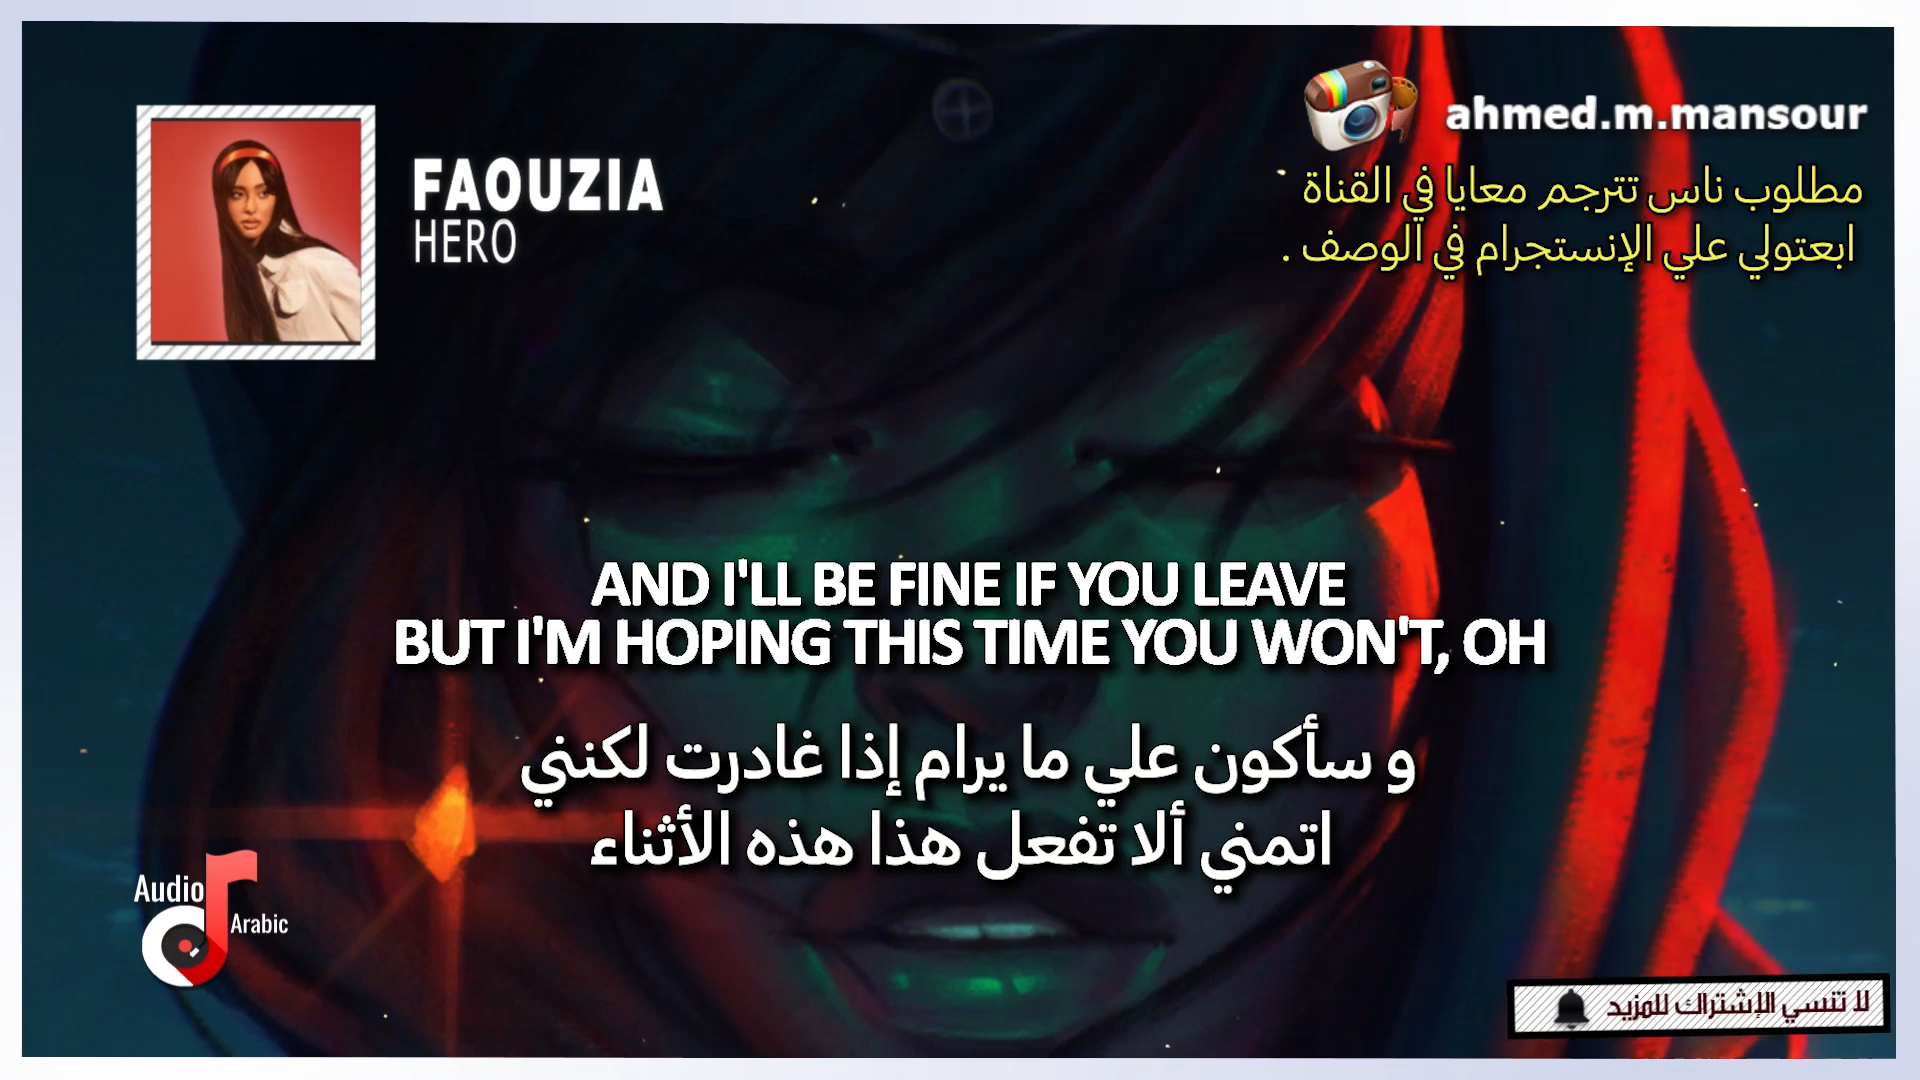 ahmed.m.mansour
مطلوب ناس تترجم معايا في القناة
ابعتولي علي الإنستجرام في الوصف .
FAOUZIA
HERO
AND I'LL BE FINE IF YOU LEAVE
BUT I'M HOPING THIS TIME YOU WON'T, OH
و سأكون علي ما يرام إذا غادرت لكنني
اتمني ألا تفعل هذا هذه الأثناء
Audio
Arabic
لا تنسي الإشتراك للمزيد